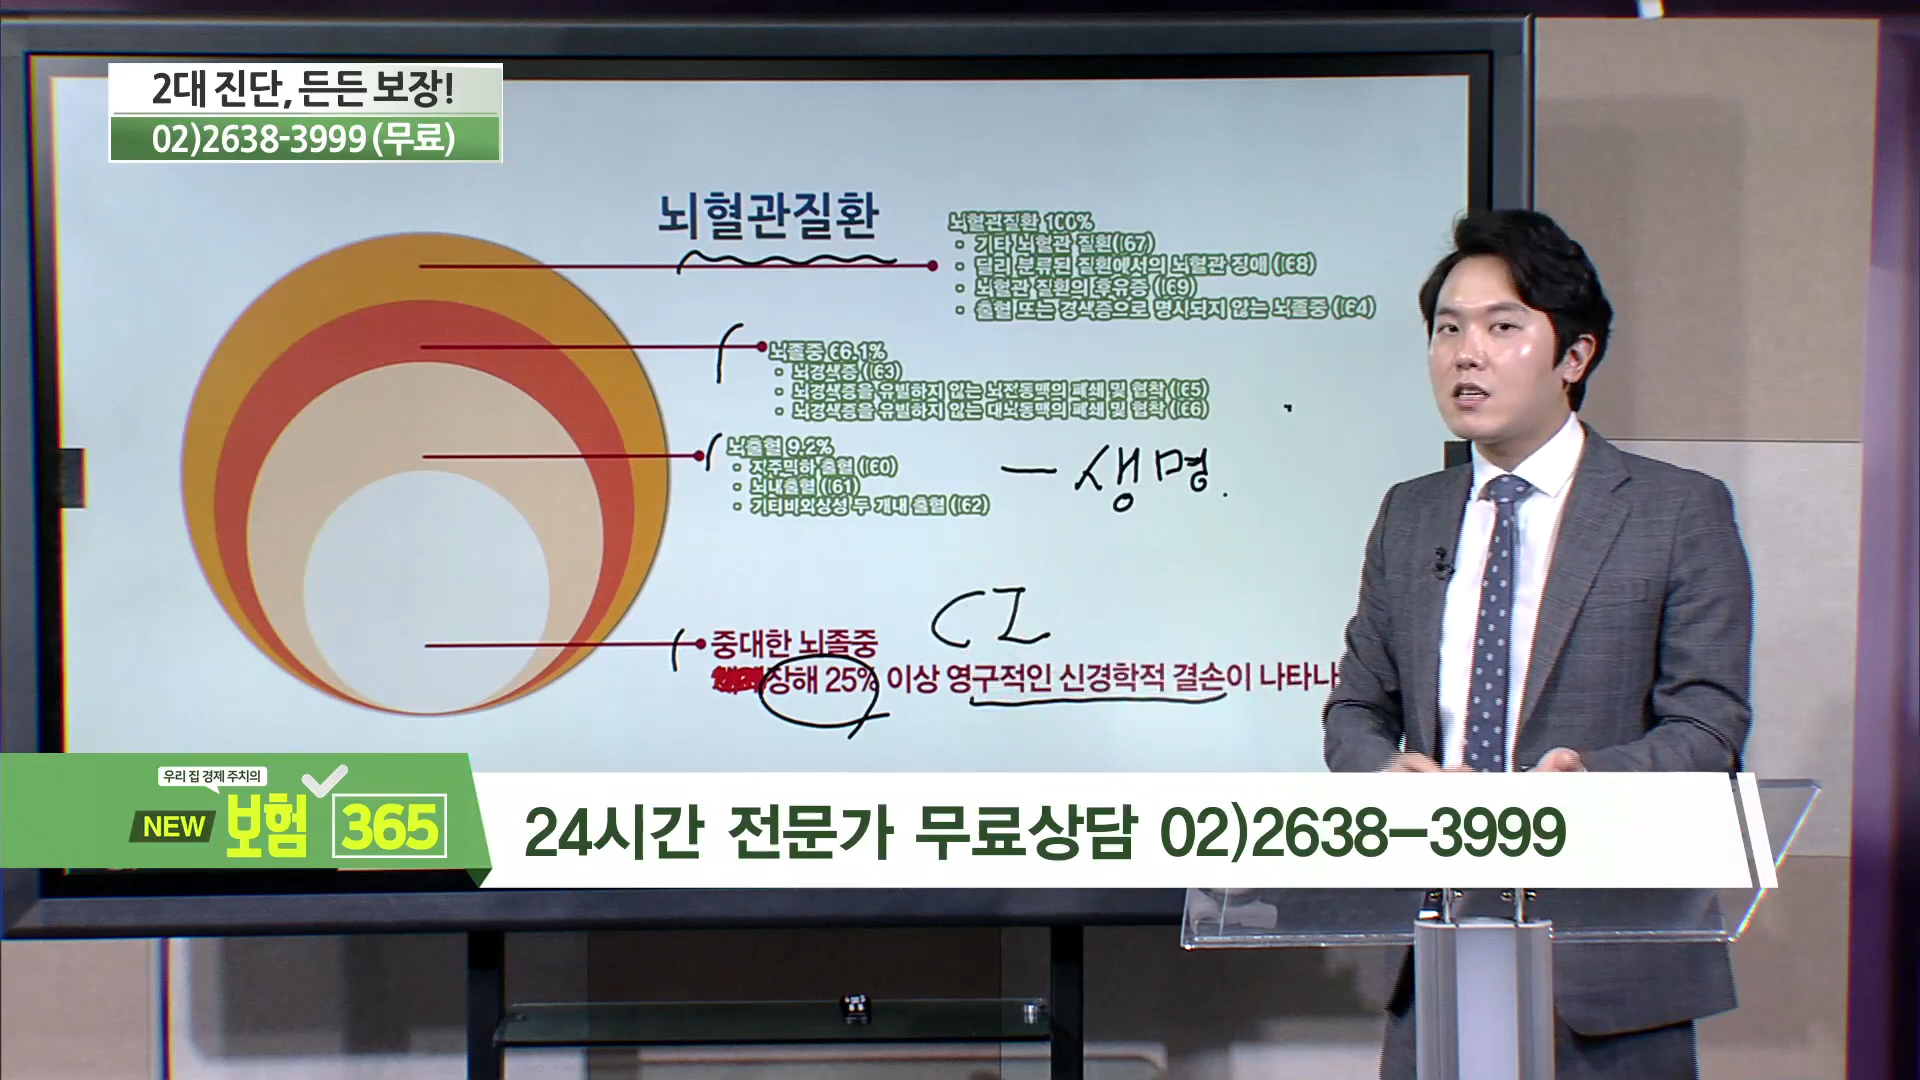 2대 진단, 든든 보장!
02)2638-3999 (무료)
뇌혈관질환
뇌혈관질환 100%
• 기타 뇌혈관 질환(I67)
• 달리 분류된 질환에서의 뇌혈관 장애 (I68)
• 뇌혈관 질환의 후유증 (I69)
• 출혈 또는 경색증으로 명시되지 않는 뇌졸중 (I64)
뇌졸중 66.1%
• 뇌경색증 (I63)
• 뇌경색증을 유발하지 않는 뇌전동맥의 폐쇄 및 협착 (I65)
• 뇌경색증을 유발하지 않는 대뇌동맥의 폐쇄 및 협착 (I66)
뇌출혈 9.2%
• 지주막하 출혈 (I60)
• 뇌내출혈 (I61)
• 기타비외상성 두 개내 출혈 (I62)
– 생명.
CI
중대한 뇌졸중
장해 25% 이상 영구적인 신경학적 결손이 나타나
우리 집 경제 주치의
NEW 보험 365
24시간 전문가 무료상담 02)2638-3999